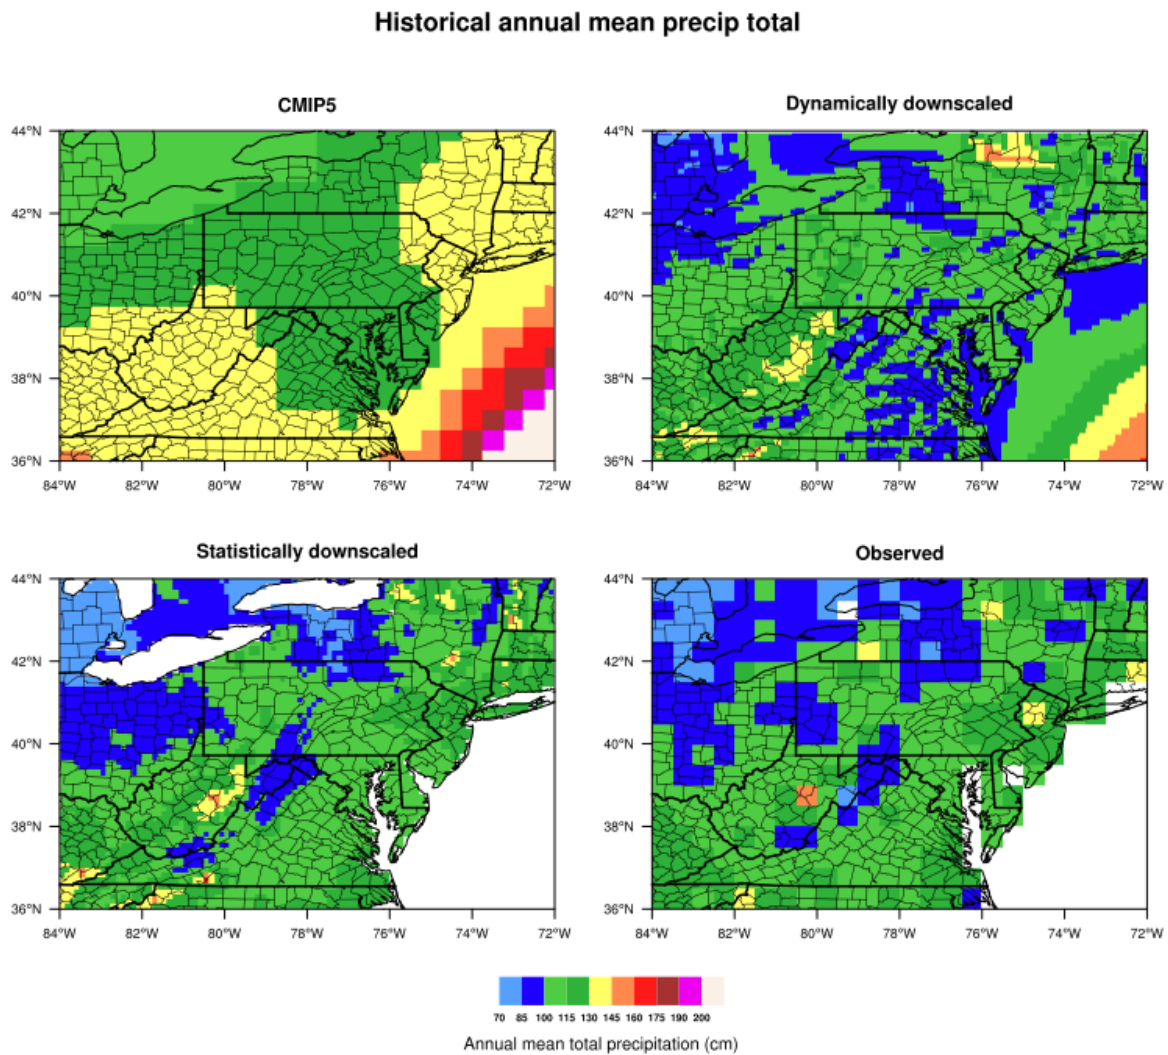 Historical annual mean precip total
CMIP5
Dynamically downscaled
44°N
42°N
40°N
38°N
36°N
84°W 82°W 80°W 78°W 76°W 74°W 72°W
44°N
42°N
40°N
38°N
36°N
84°W 82°W 80°W 78°W 76°W 74°W 72°W
Statistically downscaled
Observed
44°N
42°N
40°N
38°N
36°N
84°W 82°W 80°W 78°W 76°W 74°W 72°W
44°N
42°N
40°N
38°N
36°N
84°W 82°W 80°W 78°W 76°W 74°W 72°W
70 85 100 115 130 145 160 175 190 200
Annual mean total precipitation (cm)